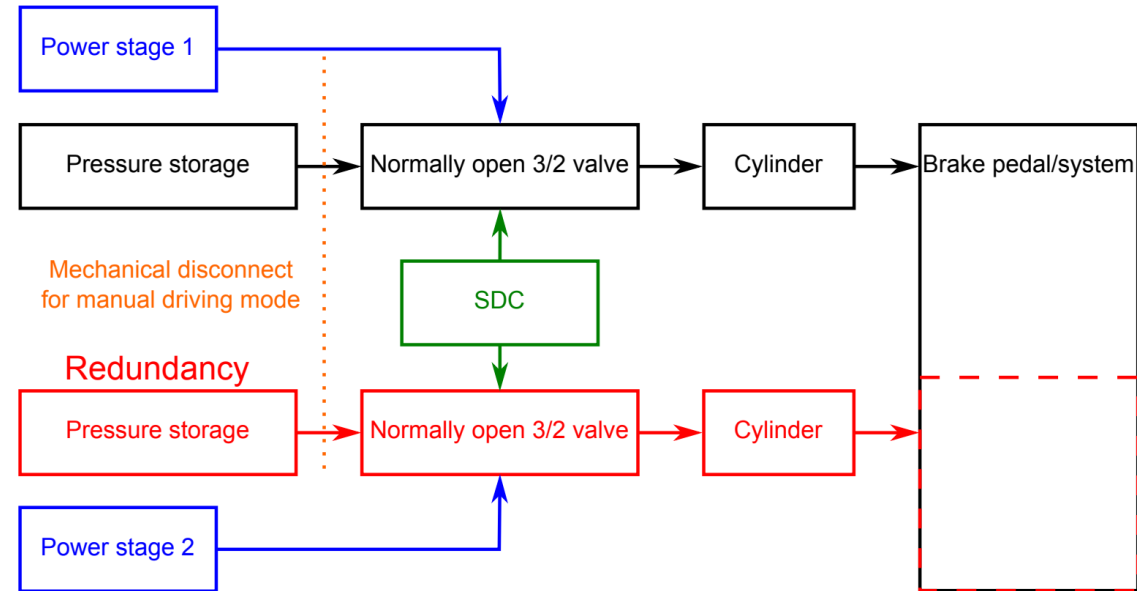 Power stage 1
Pressure storage
Normally open 3/2 valve
Cylinder
Brake pedal/system
Mechanical disconnect
for manual driving mode
SDC
Redundancy
Pressure storage
Normally open 3/2 valve
Cylinder
Power stage 2